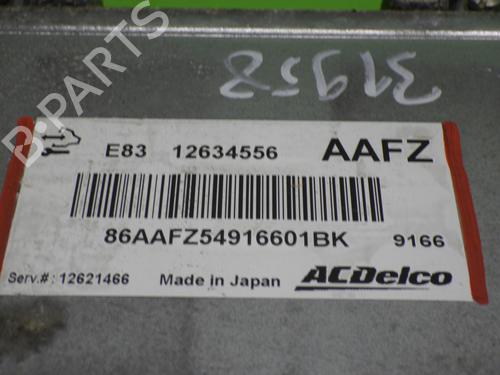 31958
B-PARTS
E83 12634556 AAFZ
86AAFZ54916601BK 9166
Serv.#: 12621466 Made in Japan ACDelco